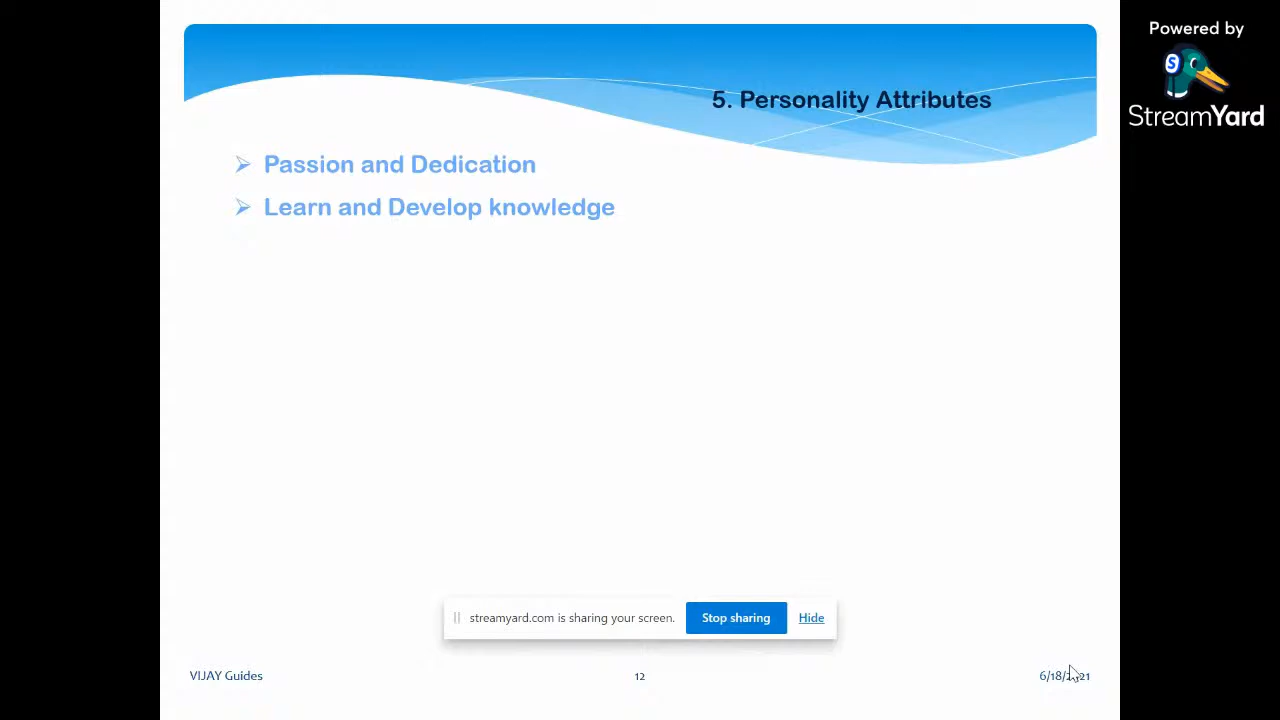 Powered by
StreamYard
5. Personality Attributes
Passion and Dedication
Learn and Develop knowledge
streamyard.com is sharing your screen.
Stop sharing
Hide
VIJAY Guides
12